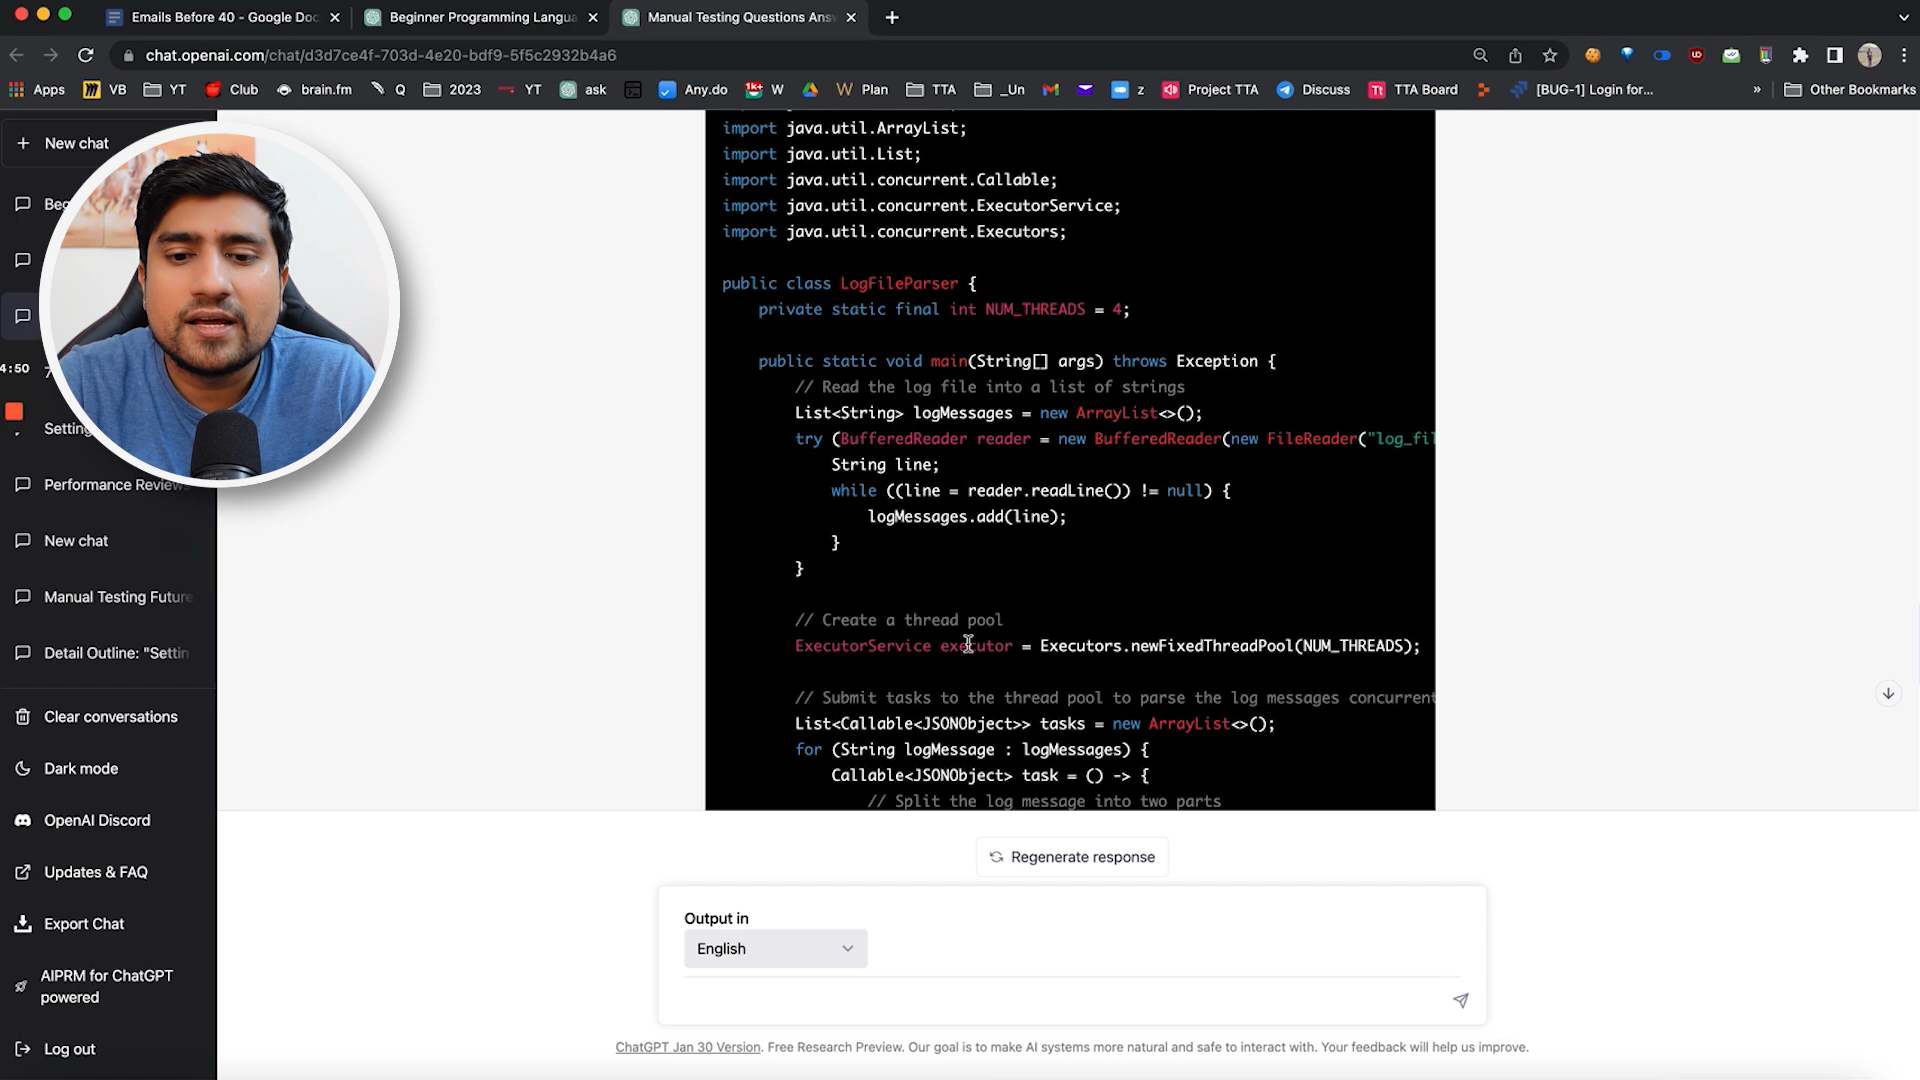 Emails Before 40 - Google Doc
Beginner Programming Langua
Manual Testing Questions Ans
chat.openai.com/chat/d3d7ce4f-703d-4e20-bdf9-5f5c2932b4a6
Apps VB YT Club brain.fm Q 2023 YT ask Any.do 1k+ W Plan TTA _Un z Project TTA Discuss Tt TTA Board [BUG-1] Login for... » Other Bookmarks
+ New chat
Beg
4:50
Setting
Performance Reviews
New chat
Manual Testing Future
Detail Outline: "Settin
Clear conversations
Dark mode
OpenAI Discord
Updates & FAQ
Export Chat
AIPRM for ChatGPT
powered
Log out
import java.util.ArrayList;
import java.util.List;
import java.util.concurrent.Callable;
import java.util.concurrent.ExecutorService;
import java.util.concurrent.Executors;
public class LogFileParser {
private static final int NUM_THREADS = 4;
public static void main(String[] args) throws Exception {
// Read the log file into a list of strings
List<String> logMessages = new ArrayList<>();
try (BufferedReader reader = new BufferedReader(new FileReader("log_fil
String line;
while ((line = reader.readLine()) != null) {
logMessages.add(line);
}
}
// Create a thread pool
ExecutorService executor = Executors.newFixedThreadPool(NUM_THREADS);
// Submit tasks to the thread pool to parse the log messages concurrent
List<Callable<JSONObject>> tasks = new ArrayList<>();
for (String logMessage : logMessages) {
Callable<JSONObject> task = () -> {
// Split the log message into two parts
Regenerate response
Output in
English
ChatGPT Jan 30 Version. Free Research Preview. Our goal is to make AI systems more natural and safe to interact with. Your feedback will help us improve.